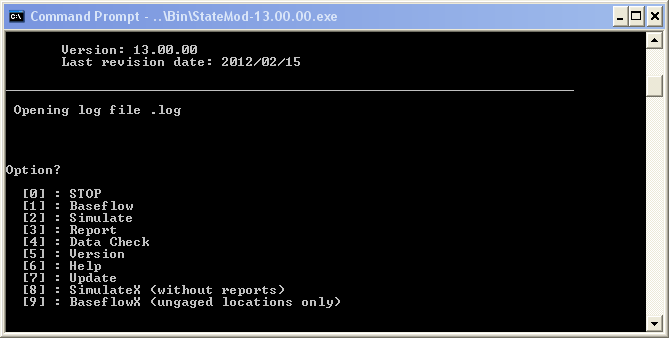 Command Prompt - ..\Bin\StateMod-13.00.00.exe
Version: 13.00.00
Last revision date: 2012/02/15
Opening log file .log
Option?
[0] : STOP
[1] : Baseflow
[2] : Simulate
[3] : Report
[4] : Data Check
[5] : Version
[6] : Help
[7] : Update
[8] : SimulateX (without reports)
[9] : BaseflowX (ungaged locations only)